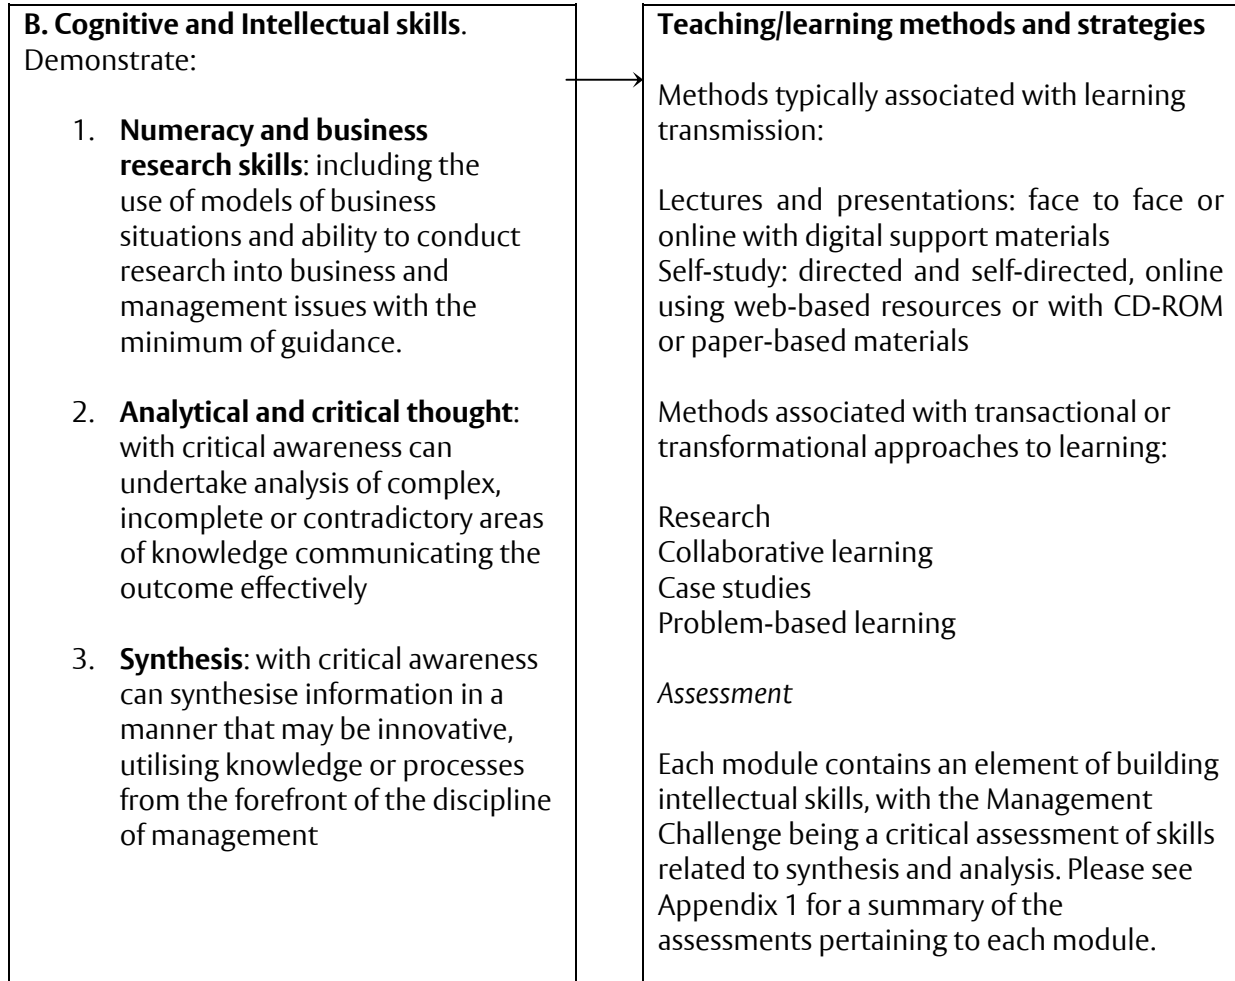 B. Cognitive and Intellectual skills.
Demonstrate:
1. Numeracy and business
research skills: including the
use of models of business
situations and ability to conduct
research into business and
management issues with the
minimum of guidance.
2. Analytical and critical thought:
with critical awareness can
undertake analysis of complex,
incomplete or contradictory areas
of knowledge communicating the
outcome effectively
3. Synthesis: with critical awareness
can synthesise information in a
manner that may be innovative,
utilising knowledge or processes
from the forefront of the discipline
of management
Teaching/learning methods and strategies
Methods typically associated with learning
transmission:
Lectures and presentations: face to face or
online with digital support materials
Self-study: directed and self-directed, online
using web-based resources or with CD-ROM
or paper-based materials
Methods associated with transactional or
transformational approaches to learning:
Research
Collaborative learning
Case studies
Problem-based learning
Assessment
Each module contains an element of building
intellectual skills, with the Management
Challenge being a critical assessment of skills
related to synthesis and analysis. Please see
Appendix 1 for a summary of the
assessments pertaining to each module.